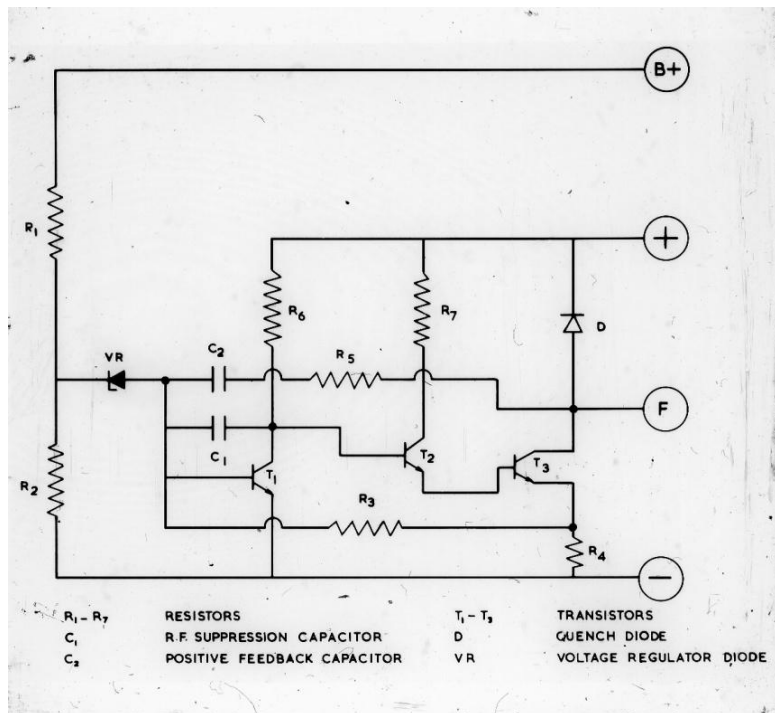 B+
R₁
+
R₆
R₇
D
VR
C₂
R₅
F
C₁
T₁
T₂
T₃
R₂
R₃
R₄
−
R₁ – R₇ RESISTORS T₁ – T₃ TRANSISTORS
C₁ R.F. SUPPRESSION CAPACITOR D QUENCH DIODE
C₂ POSITIVE FEEDBACK CAPACITOR VR VOLTAGE REGULATOR DIODE